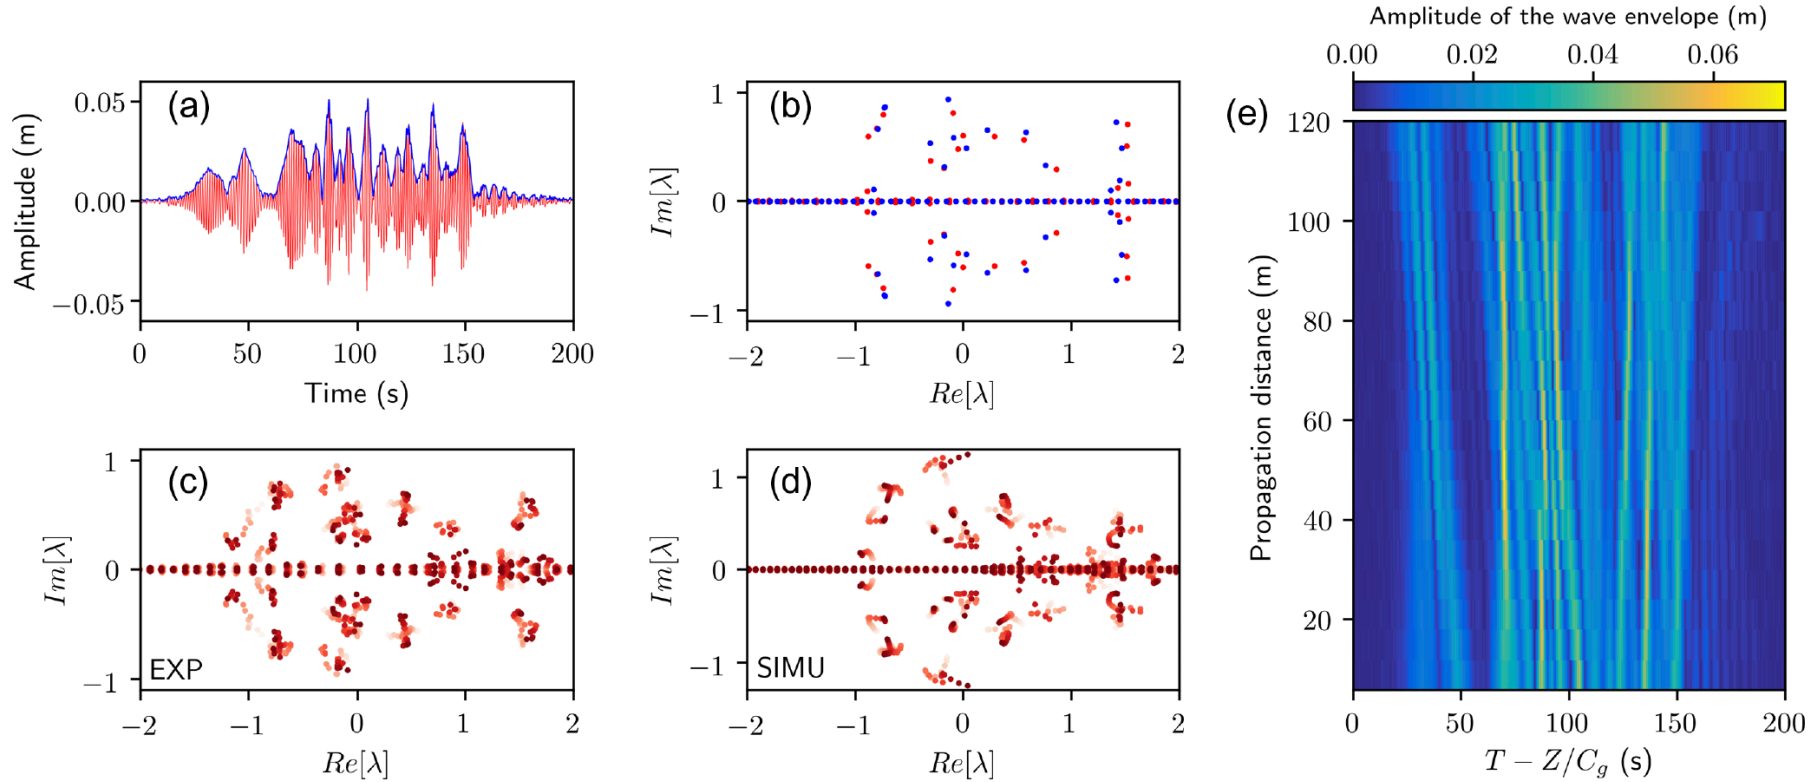 (a)
Amplitude (m)
0.05
0.00
−0.05
0 50 100 150 200
Time (s)
(b)
Im[λ]
1
0
−1
−2 −1 0 1 2
Re[λ]
(c)
Im[λ]
1
0
−1
EXP
−2 −1 0 1 2
Re[λ]
(d)
Im[λ]
1
0
−1
SIMU
−2 −1 0 1 2
Re[λ]
Amplitude of the wave envelope (m)
0.00 0.02 0.04 0.06
(e)
Propagation distance (m)
120
100
80
60
40
20
0 50 100 150 200
T − Z/C_g (s)